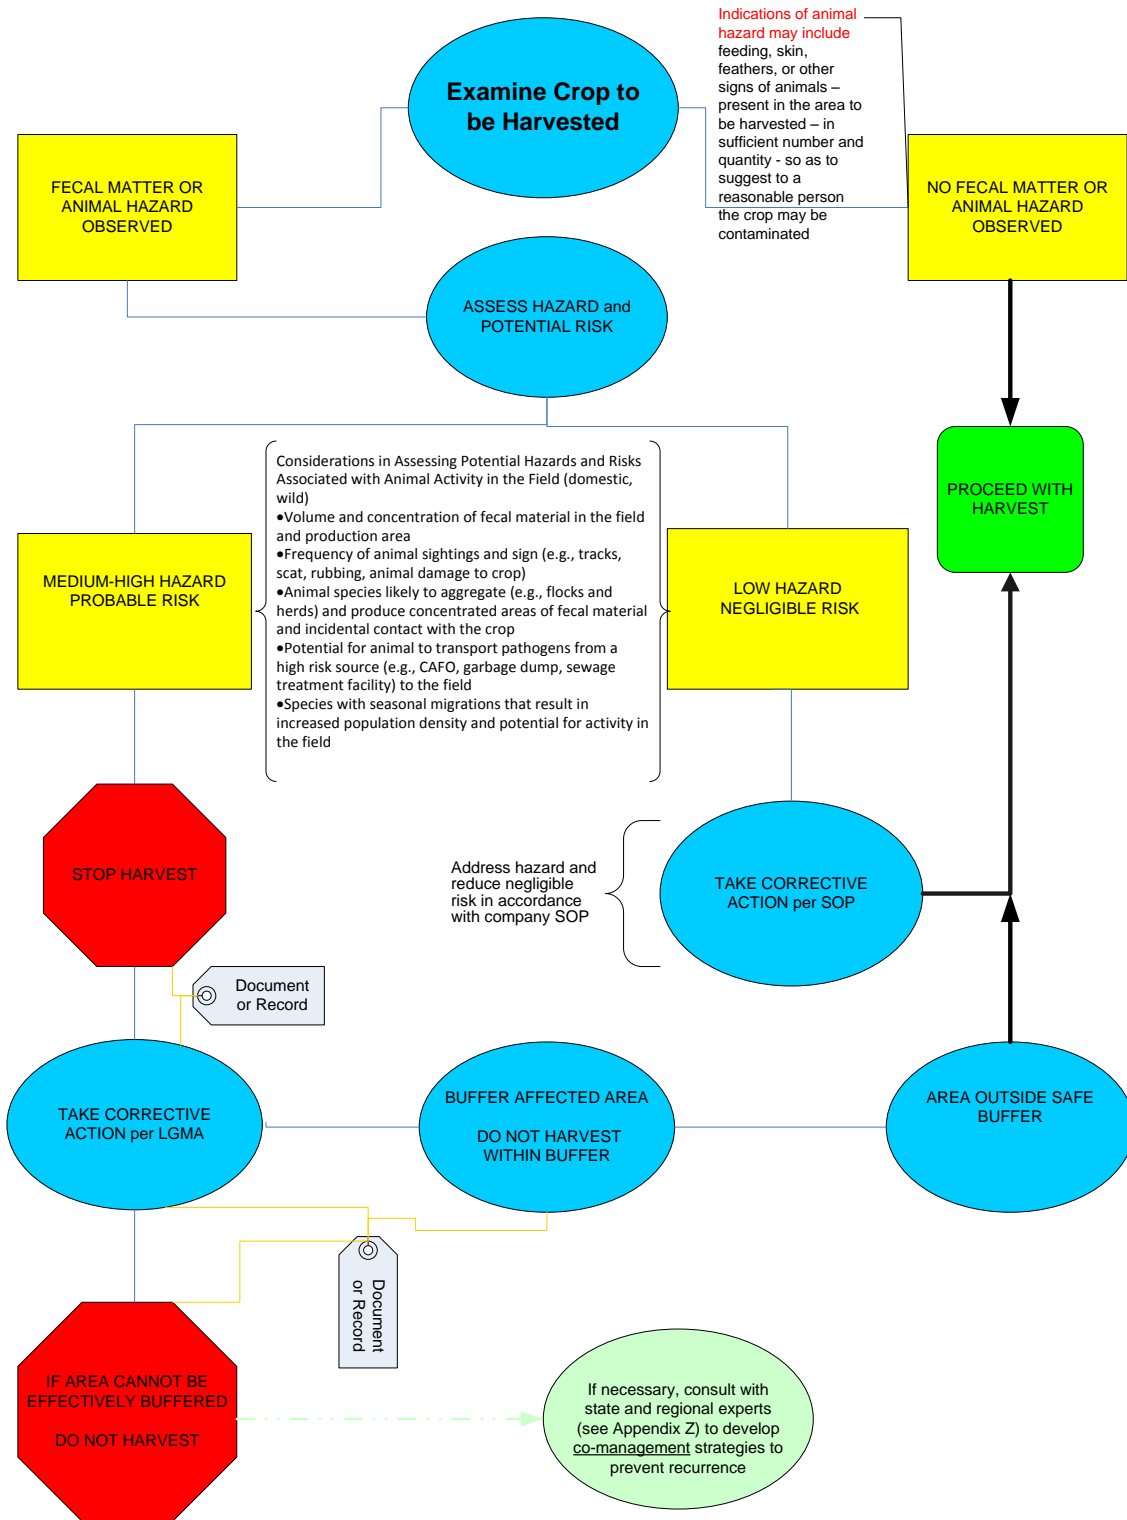 Examine Crop to
be Harvested
Indications of animal
hazard may include
feeding, skin,
feathers, or other
signs of animals –
present in the area to
be harvested – in
sufficient number and
quantity - so as to
suggest to a
reasonable person
the crop may be
contaminated
FECAL MATTER OR
ANIMAL HAZARD
OBSERVED
NO FECAL MATTER OR
ANIMAL HAZARD
OBSERVED
ASSESS HAZARD and
POTENTIAL RISK
PROCEED WITH
HARVEST
Considerations in Assessing Potential Hazards and Risks
Associated with Animal Activity in the Field (domestic,
wild)
•Volume and concentration of fecal material in the field
and production area
•Frequency of animal sightings and sign (e.g., tracks,
scat, rubbing, animal damage to crop)
•Animal species likely to aggregate (e.g., flocks and
herds) and produce concentrated areas of fecal material
and incidental contact with the crop
•Potential for animal to transport pathogens from a
high risk source (e.g., CAFO, garbage dump, sewage
treatment facility) to the field
•Species with seasonal migrations that result in
increased population density and potential for activity in
the field
MEDIUM-HIGH HAZARD
PROBABLE RISK
LOW HAZARD
NEGLIGIBLE RISK
STOP HARVEST
Address hazard and
reduce negligible
risk in accordance
with company SOP
TAKE CORRECTIVE
ACTION per SOP
Document
or Record
TAKE CORRECTIVE
ACTION per LGMA
BUFFER AFFECTED AREA
DO NOT HARVEST
WITHIN BUFFER
AREA OUTSIDE SAFE
BUFFER
Document
or Record
IF AREA CANNOT BE
EFFECTIVELY BUFFERED
DO NOT HARVEST
If necessary, consult with
state and regional experts
(see Appendix Z) to develop
co-management strategies to
prevent recurrence